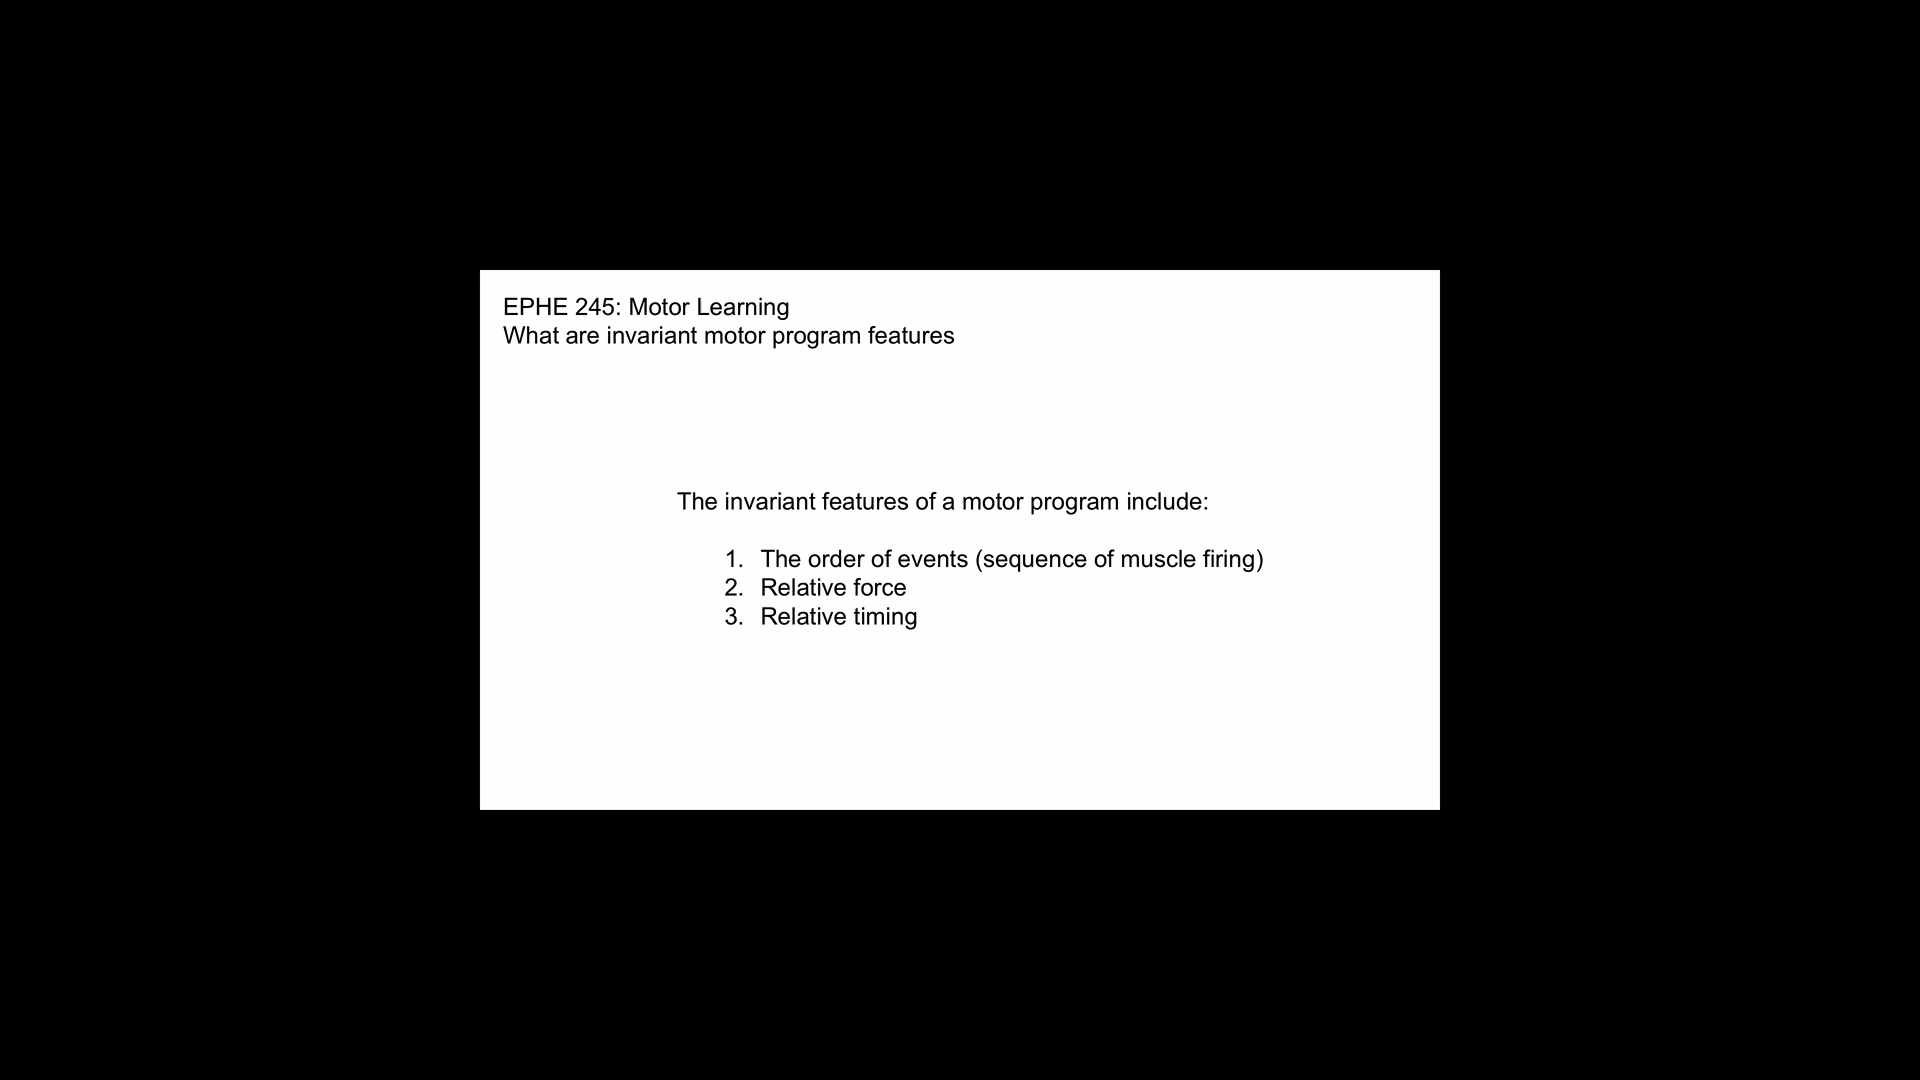 EPHE 245: Motor Learning
What are invariant motor program features
The invariant features of a motor program include:
1. The order of events (sequence of muscle firing)
2. Relative force
3. Relative timing